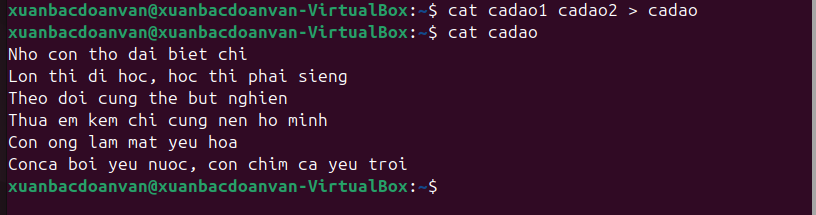 xuanbacdoanvan@xuanbacdoanvan-VirtualBox:~$ cat cadao1 cadao2 > cadao
xuanbacdoanvan@xuanbacdoanvan-VirtualBox:~$ cat cadao
Nho con tho dai biet chi
Lon thi di hoc, hoc thi phai sieng
Theo doi cung the but nghien
Thua em kem chi cung nen ho minh
Con ong lam mat yeu hoa
Conca boi yeu nuoc, con chim ca yeu troi
xuanbacdoanvan@xuanbacdoanvan-VirtualBox:~$